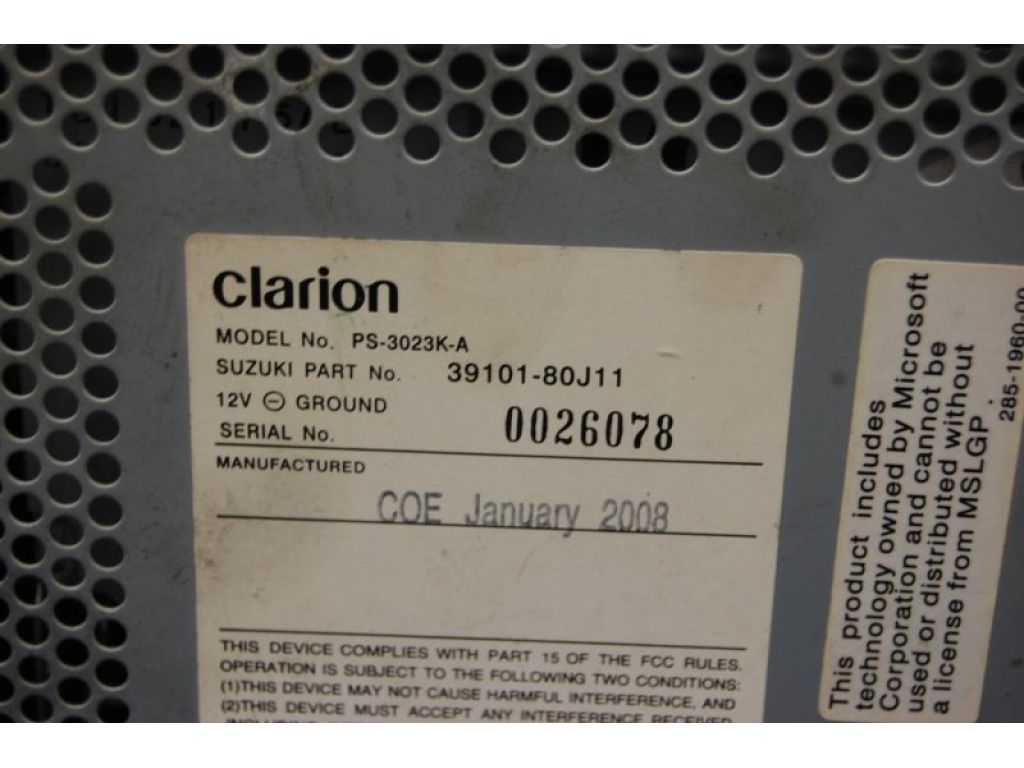 clarion
MODEL No. PS-3023K-A
SUZUKI PART No. 39101-80J11
12V ⊖ GROUND
SERIAL No. 0026078
MANUFACTURED
COE January 2008
THIS DEVICE COMPLIES WITH PART 15 OF THE FCC RULES.
OPERATION IS SUBJECT TO THE FOLLOWING TWO CONDITIONS:
(1)THIS DEVICE MAY NOT CAUSE HARMFUL INTERFERENCE, AND
(2)THIS DEVICE MUST ACCEPT ANY INTERFERENCE RECEIVED,
This product includes
technology owned by Microsoft
Corporation and cannot be
used or distributed without
a license from MSLGP
285-1960-00